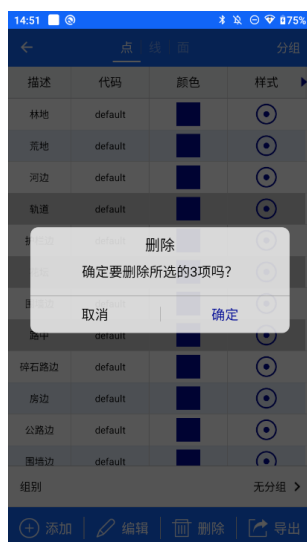 14:51 75%
点 线 面 分组
描述 代码 颜色 样式
林地 default
荒地 default
河边 default
轨道 default
删除
确定要删除所选的3项吗?
取消 确定
路中 default
碎石路边 default
房边 default
公路边 default
围墙边 default
组别 无分组
添加 编辑 删除 导出